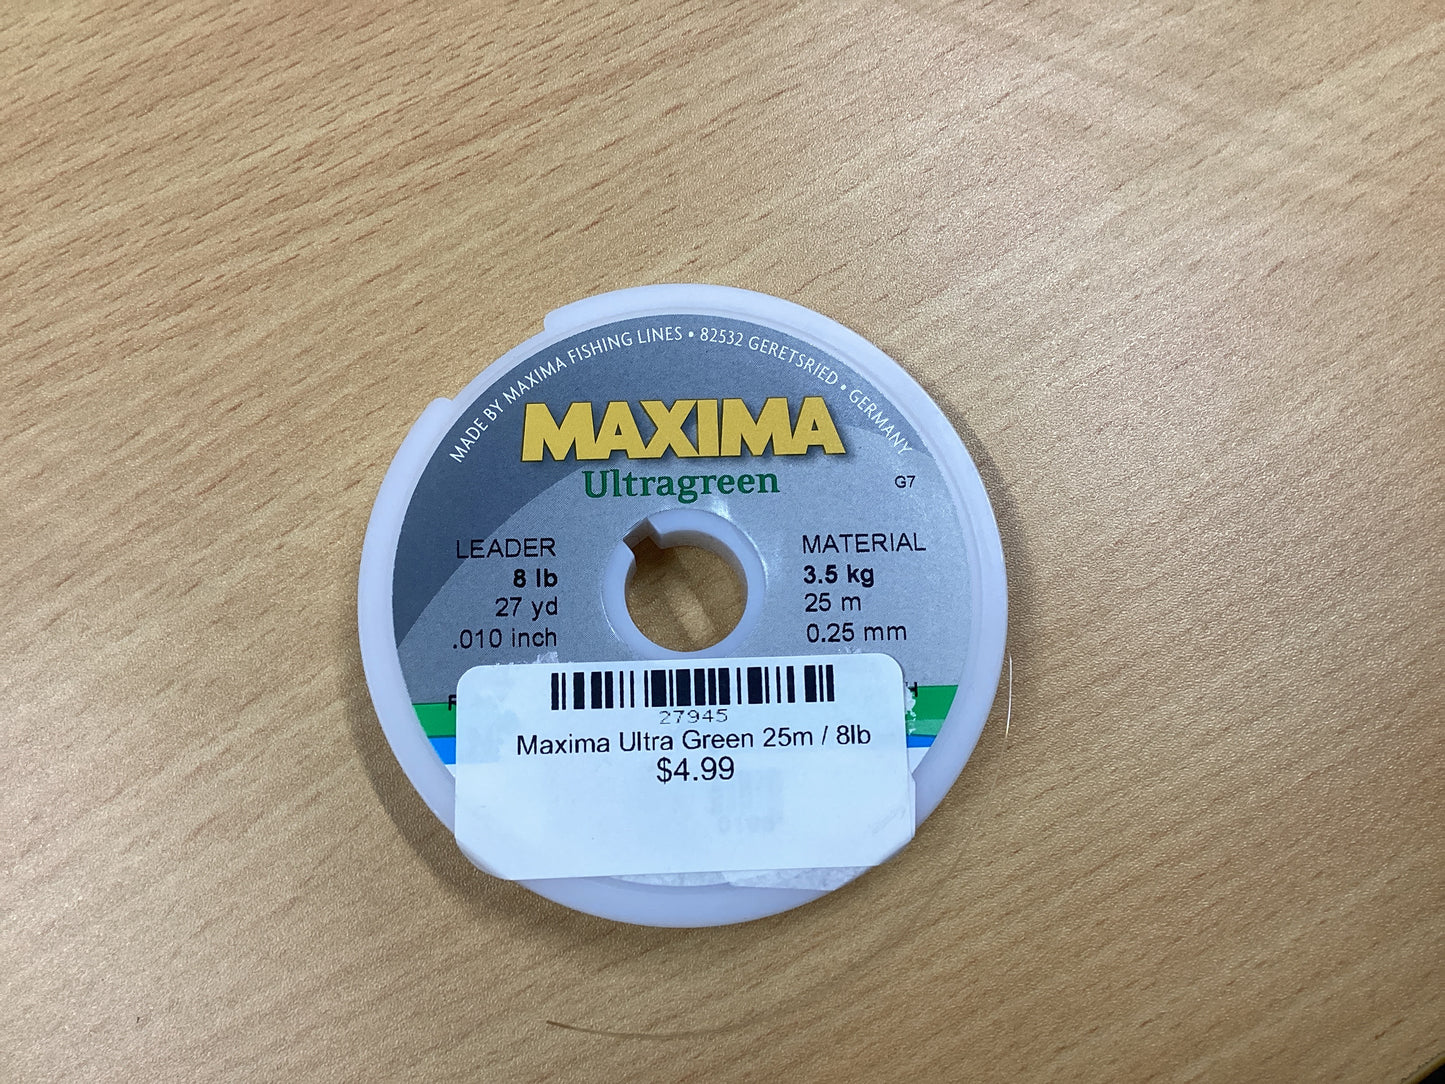 MADE BY MAXIMA FISHING LINES • 82532 GERETSRIED • GERMANY
MAXIMA
Ultragreen
G7
LEADER
8 lb
27 yd
.010 inch
MATERIAL
3.5 kg
25 m
0.25 mm
27945
Maxima Ultra Green 25m / 8lb
$4.99